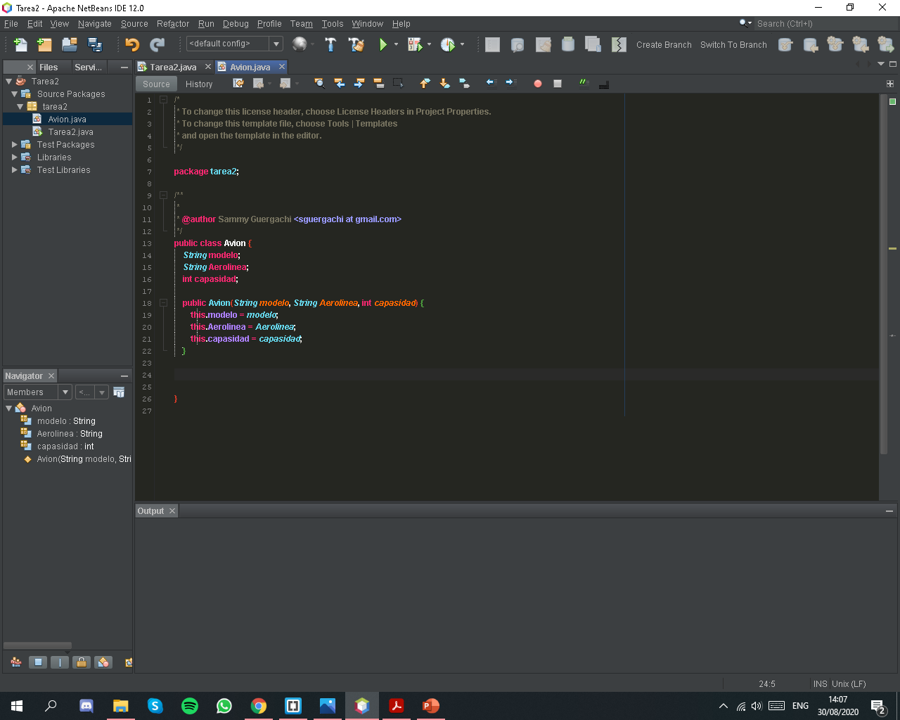 Tarea2 - Apache NetBeans IDE 12.0
File Edit View Navigate Source Refactor Run Debug Profile Team Tools Window Help
Search (Ctrl+I)
<default config>
Create Branch Switch To Branch
Files Servi...
Tarea2.java Avion.java
Tarea2
Source Packages
tarea2
Avion.java
Tarea2.java
Test Packages
Libraries
Test Libraries
Source History
1 /*
2 * To change this license header, choose License Headers in Project Properties.
3 * To change this template file, choose Tools | Templates
4 * and open the template in the editor.
5 */
6
7 package tarea2;
8
9 /**
10 *
11 * @author Sammy Guergachi <sguergachi at gmail.com>
12 */
13 public class Avion {
14 String modelo;
15 String Aerolinea;
16 int capasidad;
17
18 public Avion(String modelo, String Aerolinea, int capasidad) {
19 this.modelo = modelo;
20 this.Aerolinea = Aerolinea;
21 this.capasidad = capasidad;
22 }
23
24
25
26 }
27
Navigator
Members <...
Avion
modelo : String
Aerolinea : String
capasidad : int
Avion(String modelo, Stri
Output
24:5 INS Unix (LF)
ENG
14:07
30/08/2020
2